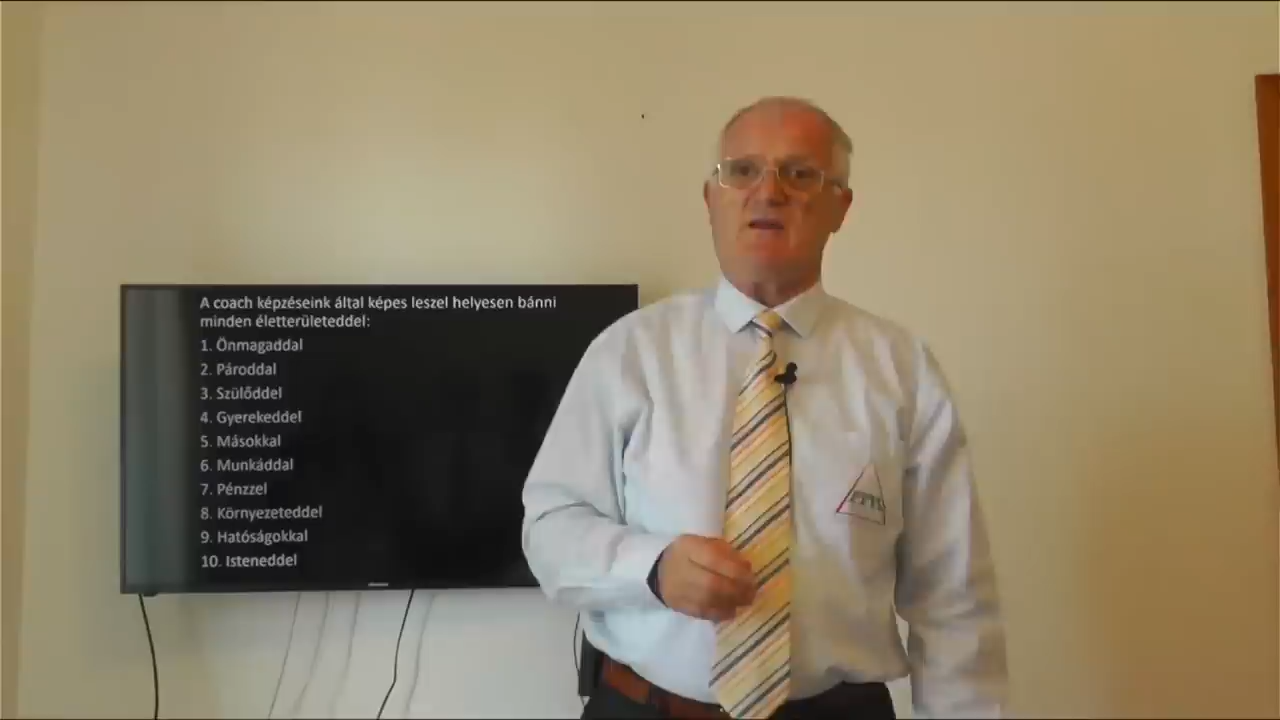 A coach képzéseink által képes leszel helyesen bánni
minden életterületeddel:
1. Önmagaddal
2. Pároddal
3. Szülőddel
4. Gyerekeddel
5. Másokkal
6. Munkáddal
7. Pénzzel
8. Környezeteddel
9. Hatóságokkal
10. Isteneddel